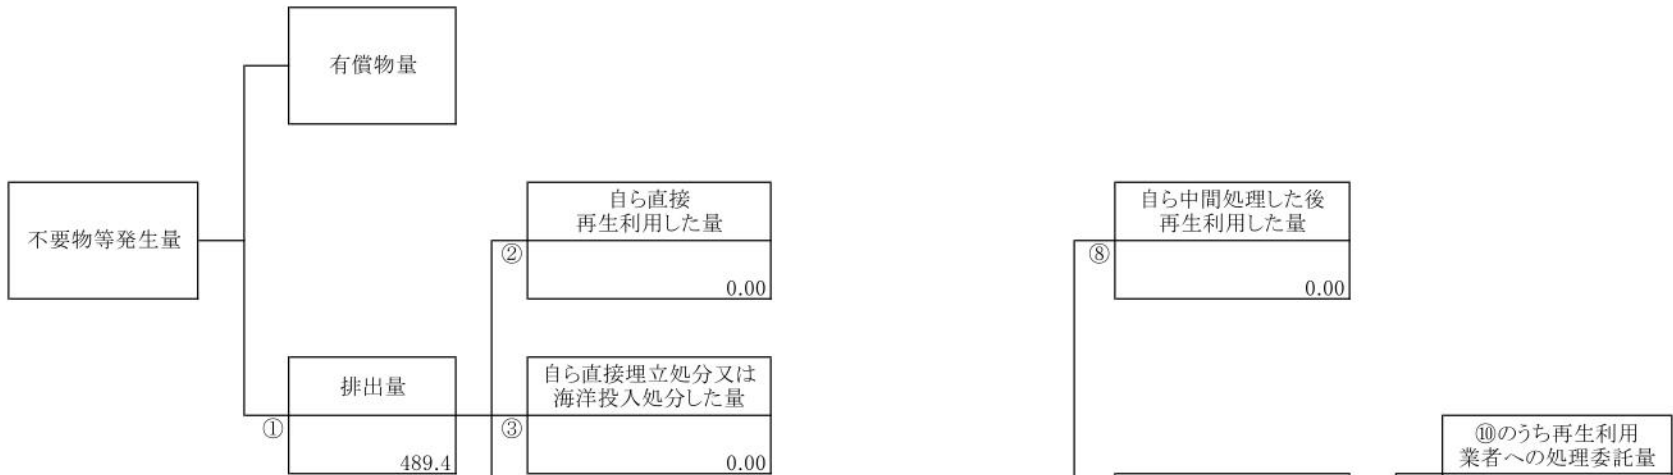 有償物量
不要物等発生量
自ら直接
再生利用した量
②
0.00
自ら中間処理した後
再生利用した量
⑧
0.00
排出量
①
489.4
自ら直接埋立処分又は
海洋投入処分した量
③
0.00
⑩のうち再生利用
業者への処理委託量